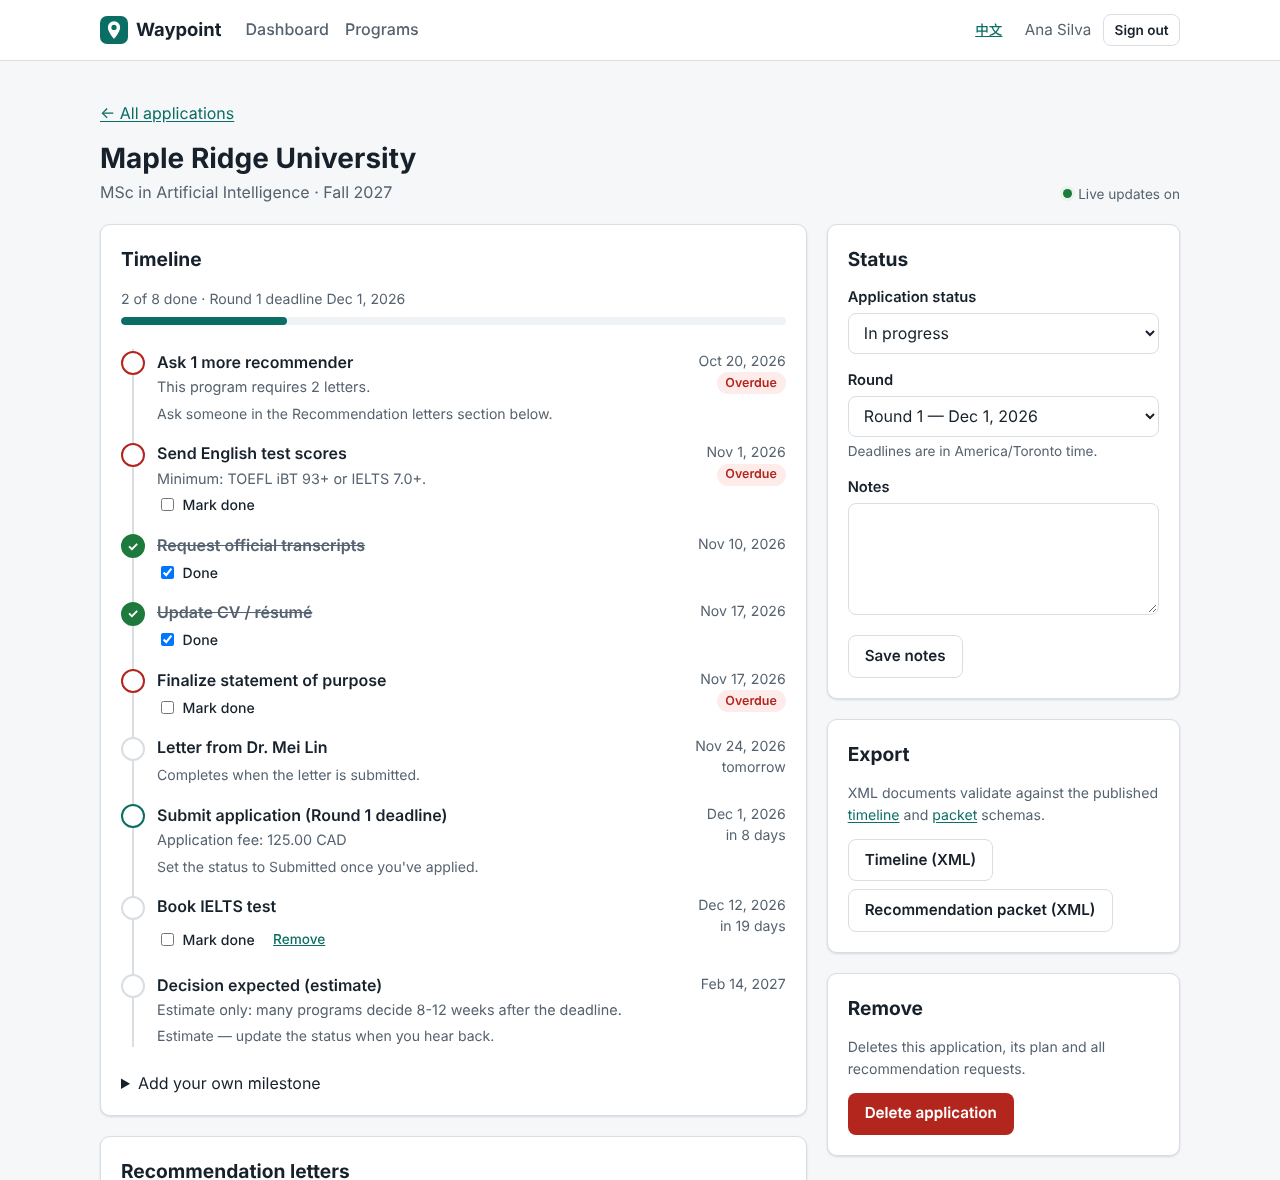 Waypoint
Dashboard
Programs
中文
Ana Silva
Sign out
← All applications
Maple Ridge University
MSc in Artificial Intelligence · Fall 2027
Live updates on
Timeline
2 of 8 done · Round 1 deadline Dec 1, 2026
Ask 1 more recommender
Oct 20, 2026
This program requires 2 letters.
Overdue
Ask someone in the Recommendation letters section below.
Send English test scores
Nov 1, 2026
Minimum: TOEFL iBT 93+ or IELTS 7.0+.
Overdue
Mark done
Request official transcripts
Nov 10, 2026
Done
Update CV / résumé
Nov 17, 2026
Done
Finalize statement of purpose
Nov 17, 2026
Overdue
Mark done
Letter from Dr. Mei Lin
Nov 24, 2026
Completes when the letter is submitted.
tomorrow
Submit application (Round 1 deadline)
Dec 1, 2026
Application fee: 125.00 CAD
in 8 days
Set the status to Submitted once you've applied.
Book IELTS test
Dec 12, 2026
in 19 days
Mark done
Remove
Decision expected (estimate)
Feb 14, 2027
Estimate only: many programs decide 8-12 weeks after the deadline.
Estimate — update the status when you hear back.
Add your own milestone
Recommendation letters
Status
Application status
In progress
Round
Round 1 — Dec 1, 2026
Deadlines are in America/Toronto time.
Notes
Save notes
Export
XML documents validate against the published
timeline and packet schemas.
Timeline (XML)
Recommendation packet (XML)
Remove
Deletes this application, its plan and all
recommendation requests.
Delete application